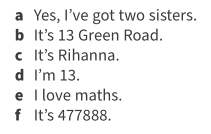 a Yes, I've got two sisters.
b It's 13 Green Road.
c It's Rihanna.
d I'm 13.
e I love maths.
f It's 477888.